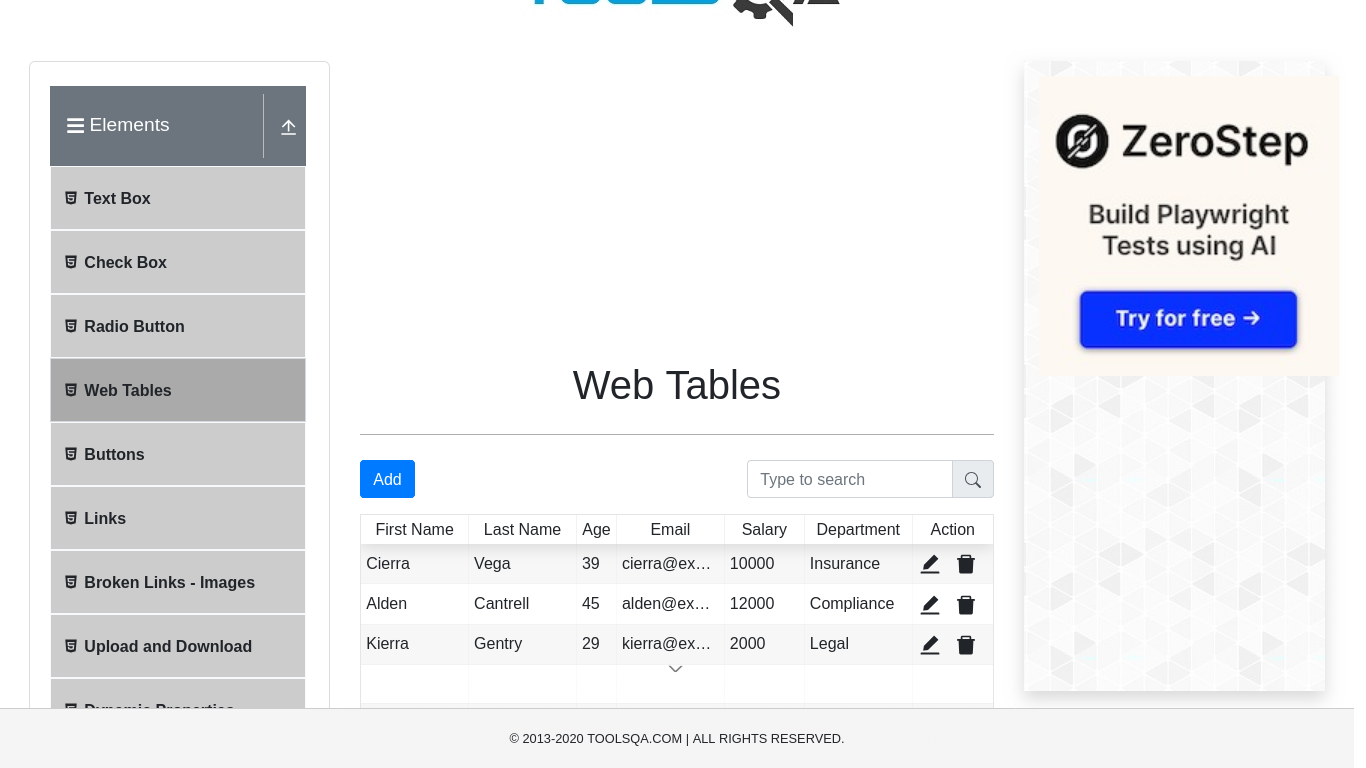 Elements
Text Box
Check Box
Radio Button
Web Tables
Buttons
Links
Broken Links - Images
Upload and Download
Dynamic Properties
Web Tables
Add
Type to search
First Name Last Name Age Email Salary Department Action
Cierra Vega 39 cierra@ex... 10000 Insurance
Alden Cantrell 45 alden@ex... 12000 Compliance
Kierra Gentry 29 kierra@ex... 2000 Legal
ZeroStep
Build Playwright
Tests using AI
Try for free →
© 2013-2020 TOOLSQA.COM | ALL RIGHTS RESERVED.